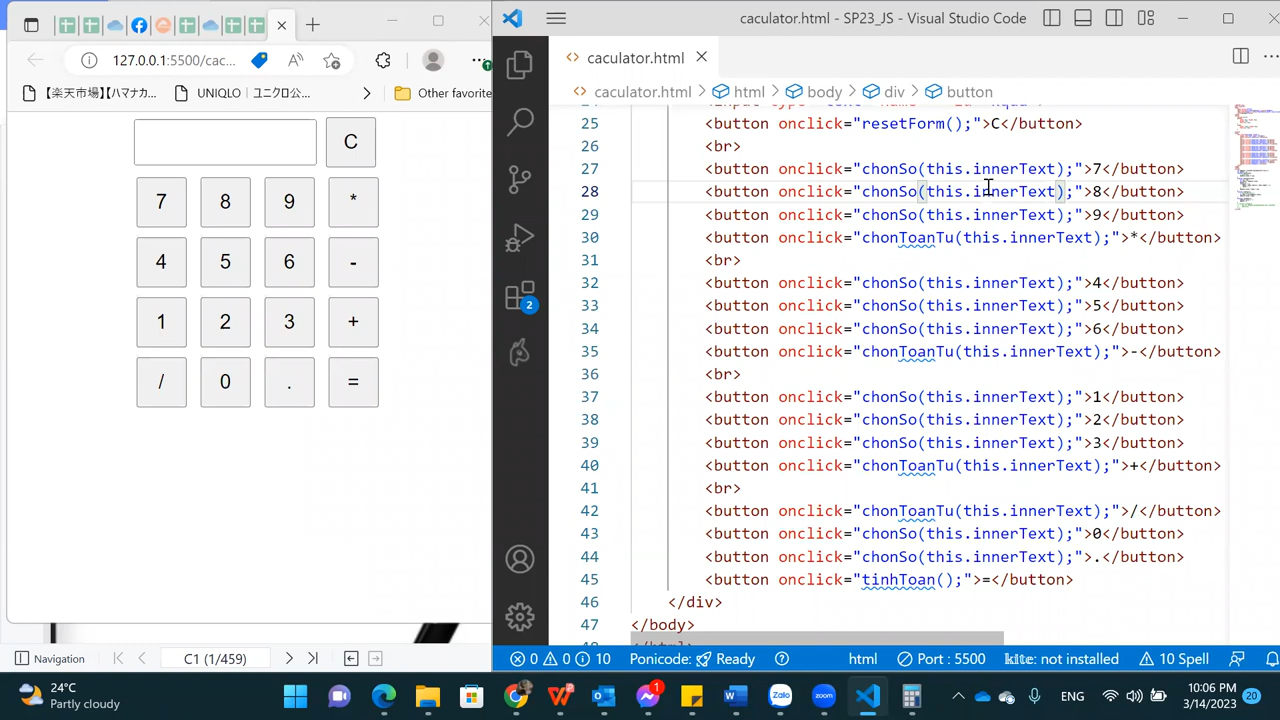 caculator.html - SP23_JS - Visual Studio Code
127.0.0.1:5500/cac...
【楽天市場】【ハマナカ...
UNIQLO｜ユニクロ公...
Other favorite
C
7 8 9 *
4 5 6 -
1 2 3 +
/ 0 . =
Navigation
C1 (1/459)
caculator.html
caculator.html > html > body > div > button
25 <button onclick="resetForm();">C</button>
26 <br>
27 <button onclick="chonSo(this.innerText);">7</button>
28 <button onclick="chonSo(this.innerText);">8</button>
29 <button onclick="chonSo(this.innerText);">9</button>
30 <button onclick="chonToanTu(this.innerText);">*</button>
31 <br>
32 <button onclick="chonSo(this.innerText);">4</button>
33 <button onclick="chonSo(this.innerText);">5</button>
34 <button onclick="chonSo(this.innerText);">6</button>
35 <button onclick="chonToanTu(this.innerText);">-</button>
36 <br>
37 <button onclick="chonSo(this.innerText);">1</button>
38 <button onclick="chonSo(this.innerText);">2</button>
39 <button onclick="chonSo(this.innerText);">3</button>
40 <button onclick="chonToanTu(this.innerText);">+</button>
41 <br>
42 <button onclick="chonToanTu(this.innerText);">/</button>
43 <button onclick="chonSo(this.innerText);">0</button>
44 <button onclick="chonSo(this.innerText);">.</button>
45 <button onclick="tinhToan();">=</button>
46 </div>
47 </body>
2
0 0 10 Ponicode: Ready html Port : 5500 kite: not installed 10 Spell
24°C
Partly cloudy
1
Zalo
zoom
ENG
10:06 PM
3/14/2023
20